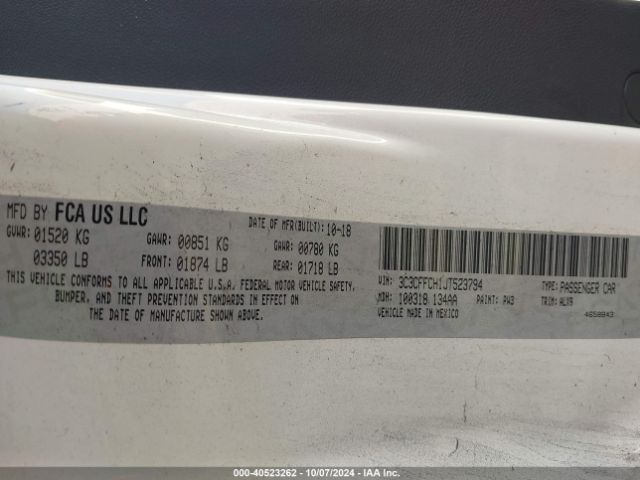 MFD BY FCA US LLC
DATE OF MFR(BUILT): 10-18
GVWR: 01520 KG
GAWR: 00851 KG
GAWR: 00780 KG
03350 LB
FRONT: 01874 LB
REAR: 01718 LB
THIS VEHICLE CONFORMS TO ALL APPLICABLE U.S.A. FEDERAL MOTOR VEHICLE SAFETY,
BUMPER, AND THEFT PREVENTION STANDARDS IN EFFECT ON
THE DATE OF MANUFACTURE SHOWN ABOVE.
VIN: 3C3CFFCH1JT523794
TYPE: PASSENGER CAR
MDH: 100318 134AA
PAINT: PW3
TRIM: ALX9
VEHICLE MADE IN MEXICO
4658843
000-40523262 - 10/07/2024 - IAA Inc.